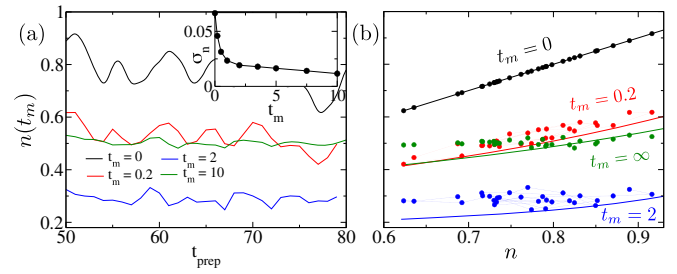 (a)
n(t_m)
1
0.8
0.6
0.4
0.2
50
60
70
80
t_prep
t_m = 0
t_m = 2
t_m = 0.2
t_m = 10
σ_n
0.05
0
0
5
10
t_m
(b)
t_m = 0
t_m = 0.2
t_m = ∞
t_m = 2
0.6
0.7
0.8
0.9
n